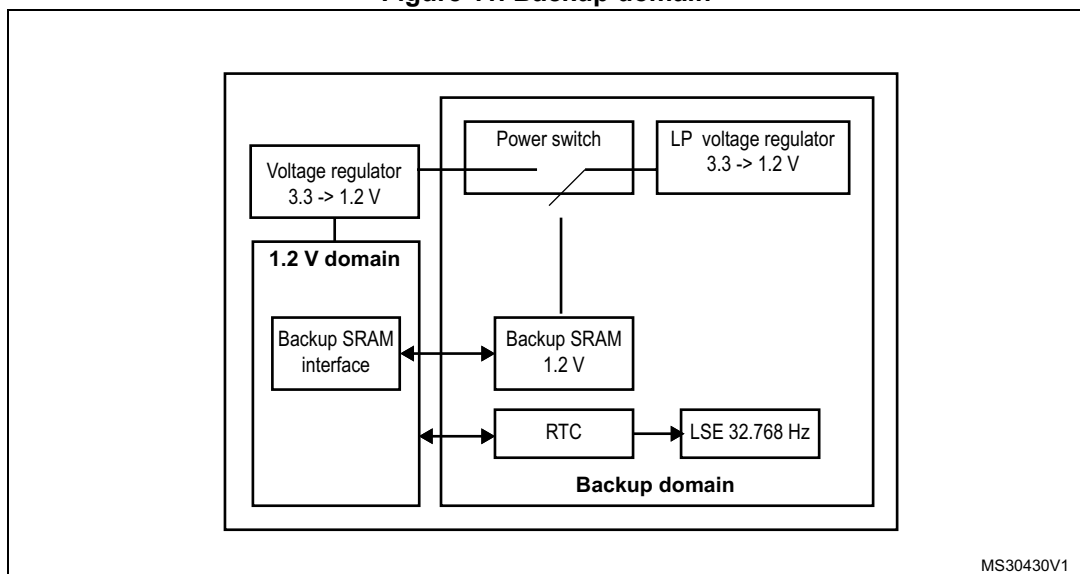 Power switch
LP voltage regulator
3.3 -> 1.2 V
Voltage regulator
3.3 -> 1.2 V
1.2 V domain
Backup SRAM
interface
Backup SRAM
1.2 V
RTC
LSE 32.768 Hz
Backup domain
MS30430V1